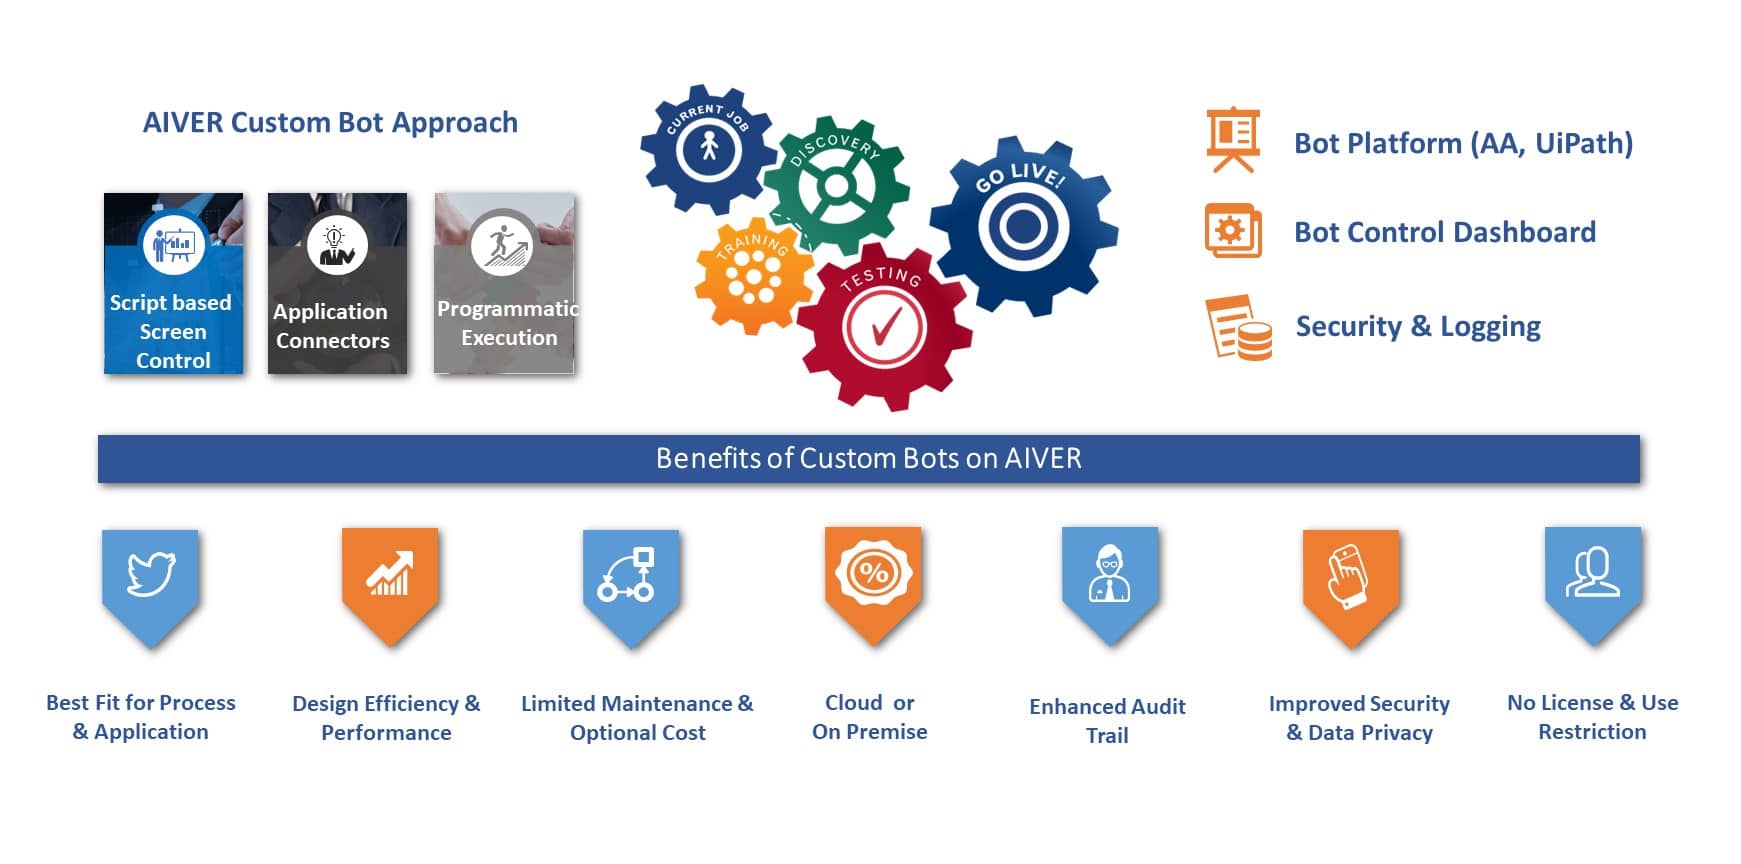 AIVER Custom Bot Approach
Script based
Screen
Control
Application
Connectors
Programmatic
Execution
CURRENT JOB
DISCOVERY
TRAINING
TESTING
GO LIVE!
Bot Platform (AA, UiPath)
Bot Control Dashboard
Security & Logging
Benefits of Custom Bots on AIVER
%
Best Fit for Process
& Application
Design Efficiency &
Performance
Limited Maintenance &
Optional Cost
Cloud or
On Premise
Enhanced Audit
Trail
Improved Security
& Data Privacy
No License & Use
Restriction